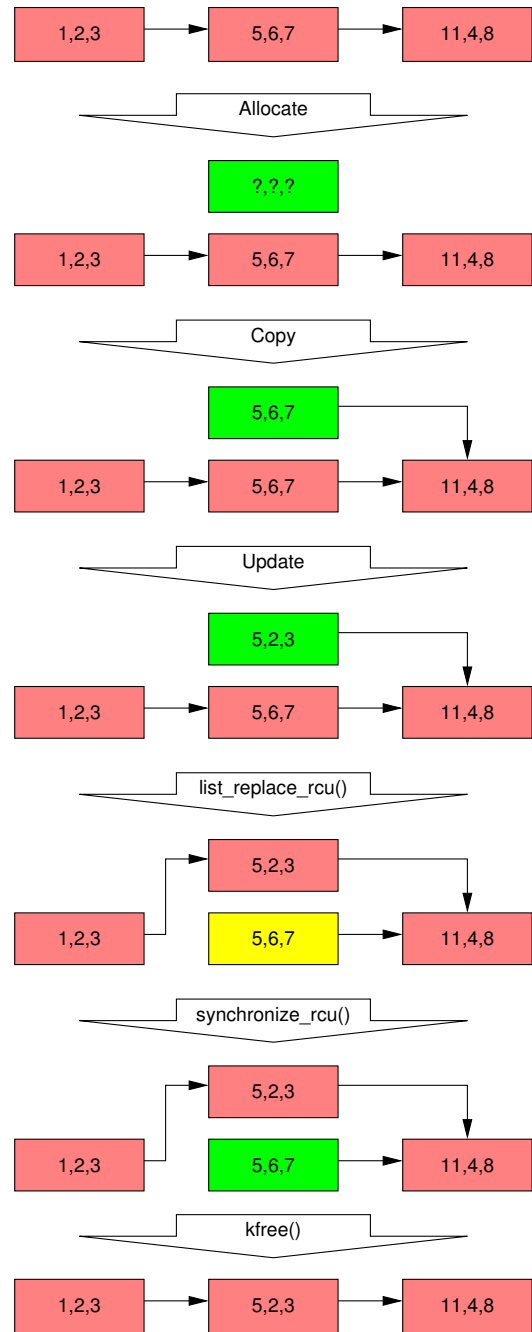 1,2,3 5,6,7 11,4,8
Allocate
?,?,?
1,2,3 5,6,7 11,4,8
Copy
5,6,7
1,2,3 5,6,7 11,4,8
Update
5,2,3
1,2,3 5,6,7 11,4,8
list_replace_rcu()
5,2,3
1,2,3 5,6,7 11,4,8
synchronize_rcu()
5,2,3
1,2,3 5,6,7 11,4,8
kfree()
1,2,3 5,2,3 11,4,8